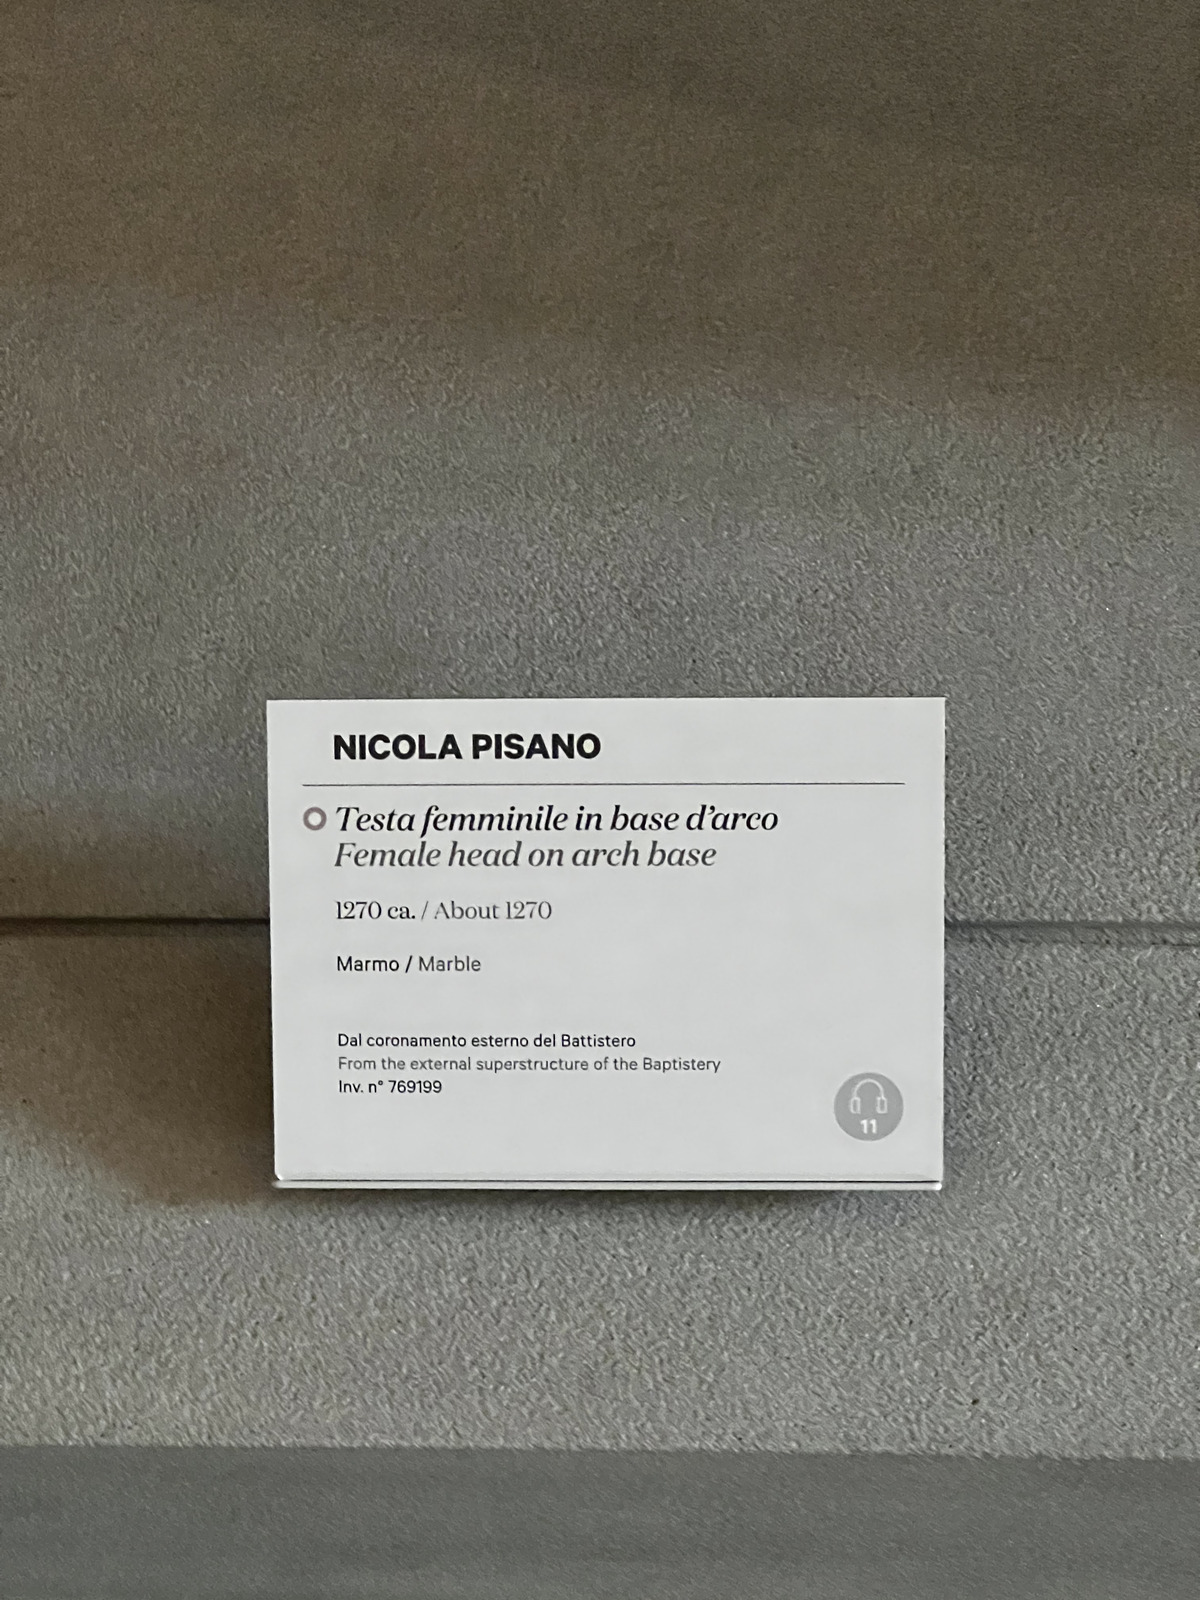 NICOLA PISANO
Testa femminile in base d’arco
Female head on arch base
1270 ca. / About 1270
Marmo / Marble
Dal coronamento esterno del Battistero
From the external superstructure of the Baptistery
Inv. n° 769199
11